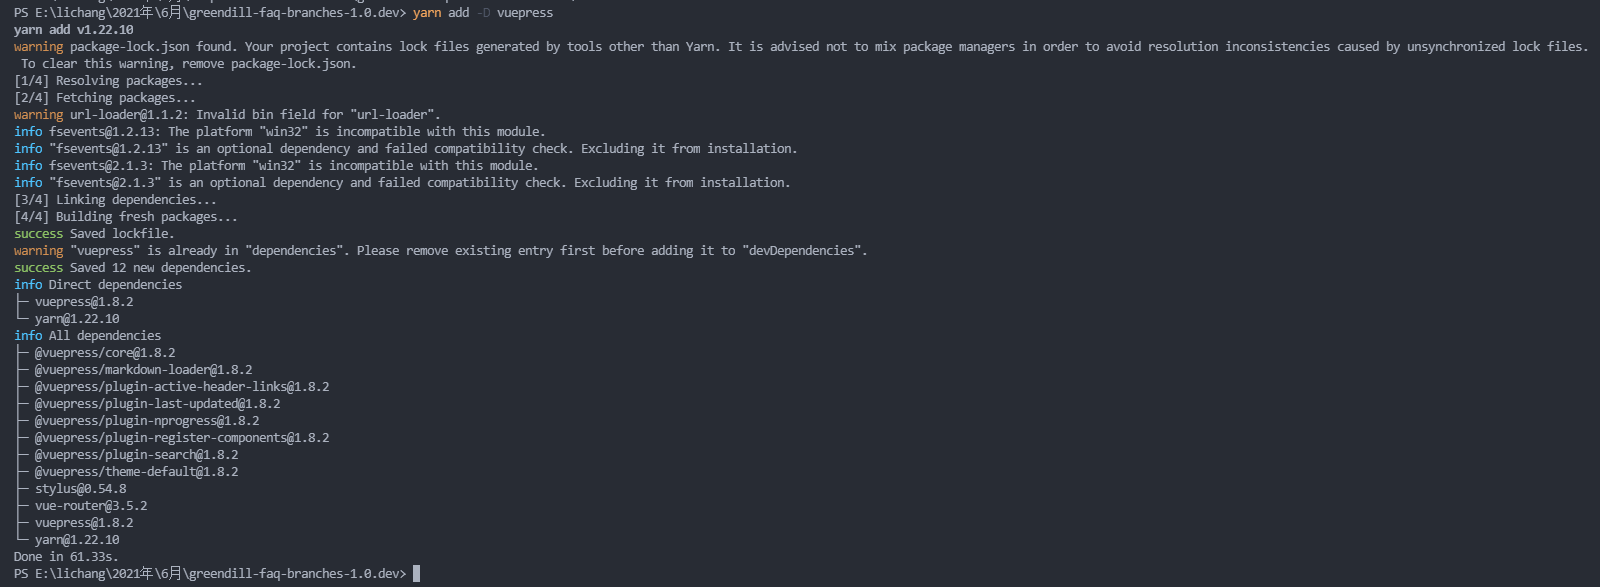 PS E:\lichang\2021年\6月\greendill-faq-branches-1.0.dev> yarn add -D vuepress
yarn add v1.22.10
warning package-lock.json found. Your project contains lock files generated by tools other than Yarn. It is advised not to mix package managers in order to avoid resolution inconsistencies caused by unsynchronized lock files.
To clear this warning, remove package-lock.json.
[1/4] Resolving packages...
[2/4] Fetching packages...
warning url-loader@1.1.2: Invalid bin field for "url-loader".
info fsevents@1.2.13: The platform "win32" is incompatible with this module.
info "fsevents@1.2.13" is an optional dependency and failed compatibility check. Excluding it from installation.
info fsevents@2.1.3: The platform "win32" is incompatible with this module.
info "fsevents@2.1.3" is an optional dependency and failed compatibility check. Excluding it from installation.
[3/4] Linking dependencies...
[4/4] Building fresh packages...
success Saved lockfile.
warning "vuepress" is already in "dependencies". Please remove existing entry first before adding it to "devDependencies".
success Saved 12 new dependencies.
info Direct dependencies
├─ vuepress@1.8.2
└─ yarn@1.22.10
info All dependencies
├─ @vuepress/core@1.8.2
├─ @vuepress/markdown-loader@1.8.2
├─ @vuepress/plugin-active-header-links@1.8.2
├─ @vuepress/plugin-last-updated@1.8.2
├─ @vuepress/plugin-nprogress@1.8.2
├─ @vuepress/plugin-register-components@1.8.2
├─ @vuepress/plugin-search@1.8.2
├─ @vuepress/theme-default@1.8.2
├─ stylus@0.54.8
├─ vue-router@3.5.2
├─ vuepress@1.8.2
└─ yarn@1.22.10
Done in 61.33s.
PS E:\lichang\2021年\6月\greendill-faq-branches-1.0.dev>